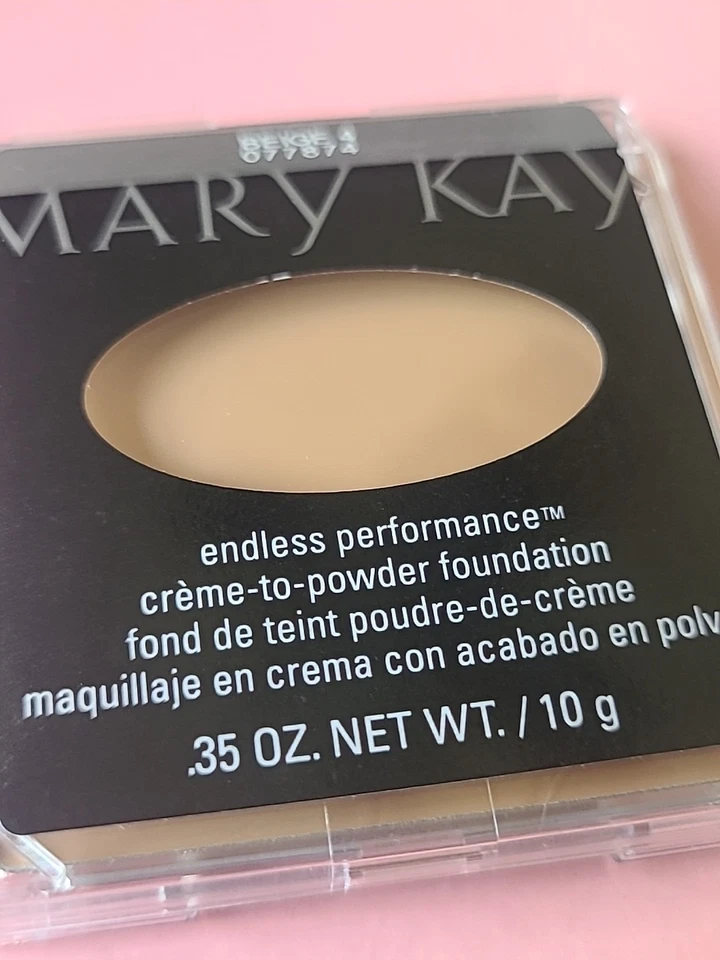 BEIGE 4
077874
MARY KAY
endless performance™
crème-to-powder foundation
fond de teint poudre-de-crème
maquillaje en crema con acabado en polv
.35 OZ. NET WT. / 10 g